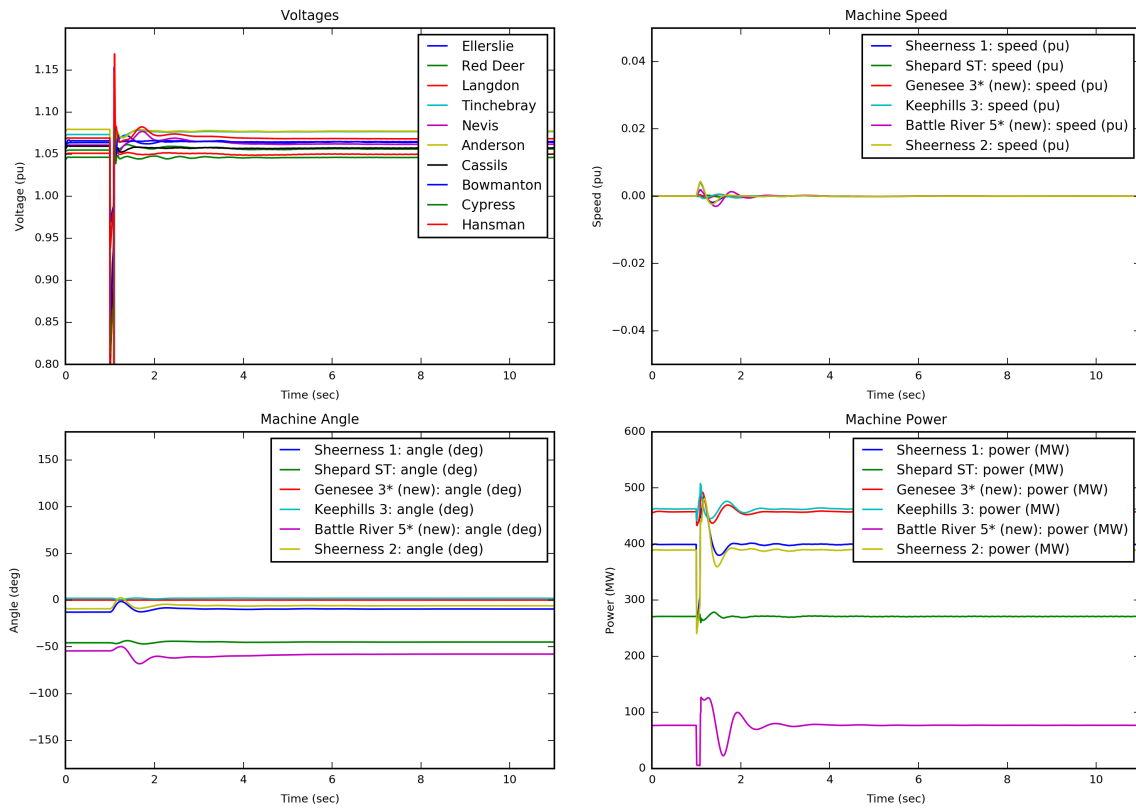 Voltages
1.15
1.10
1.05
1.00
0.95
0.90
0.85
0.80
Voltage (pu)
0
2
4
6
8
10
Time (sec)
Ellerslie
Red Deer
Langdon
Tinchebray
Nevis
Anderson
Cassils
Bowmanton
Cypress
Hansman
Machine Speed
0.04
0.02
0.00
−0.02
−0.04
Speed (pu)
0
2
4
6
8
10
Time (sec)
Sheerness 1: speed (pu)
Shepard ST: speed (pu)
Genesee 3* (new): speed (pu)
Keephills 3: speed (pu)
Battle River 5* (new): speed (pu)
Sheerness 2: speed (pu)
Machine Angle
150
100
50
0
−50
−100
−150
Angle (deg)
0
2
4
6
8
10
Time (sec)
Sheerness 1: angle (deg)
Shepard ST: angle (deg)
Genesee 3* (new): angle (deg)
Keephills 3: angle (deg)
Battle River 5* (new): angle (deg)
Sheerness 2: angle (deg)
Machine Power
600
500
400
300
200
100
0
Power (MW)
0
2
4
6
8
10
Time (sec)
Sheerness 1: power (MW)
Shepard ST: power (MW)
Genesee 3* (new): power (MW)
Keephills 3: power (MW)
Battle River 5* (new): power (MW)
Sheerness 2: power (MW)